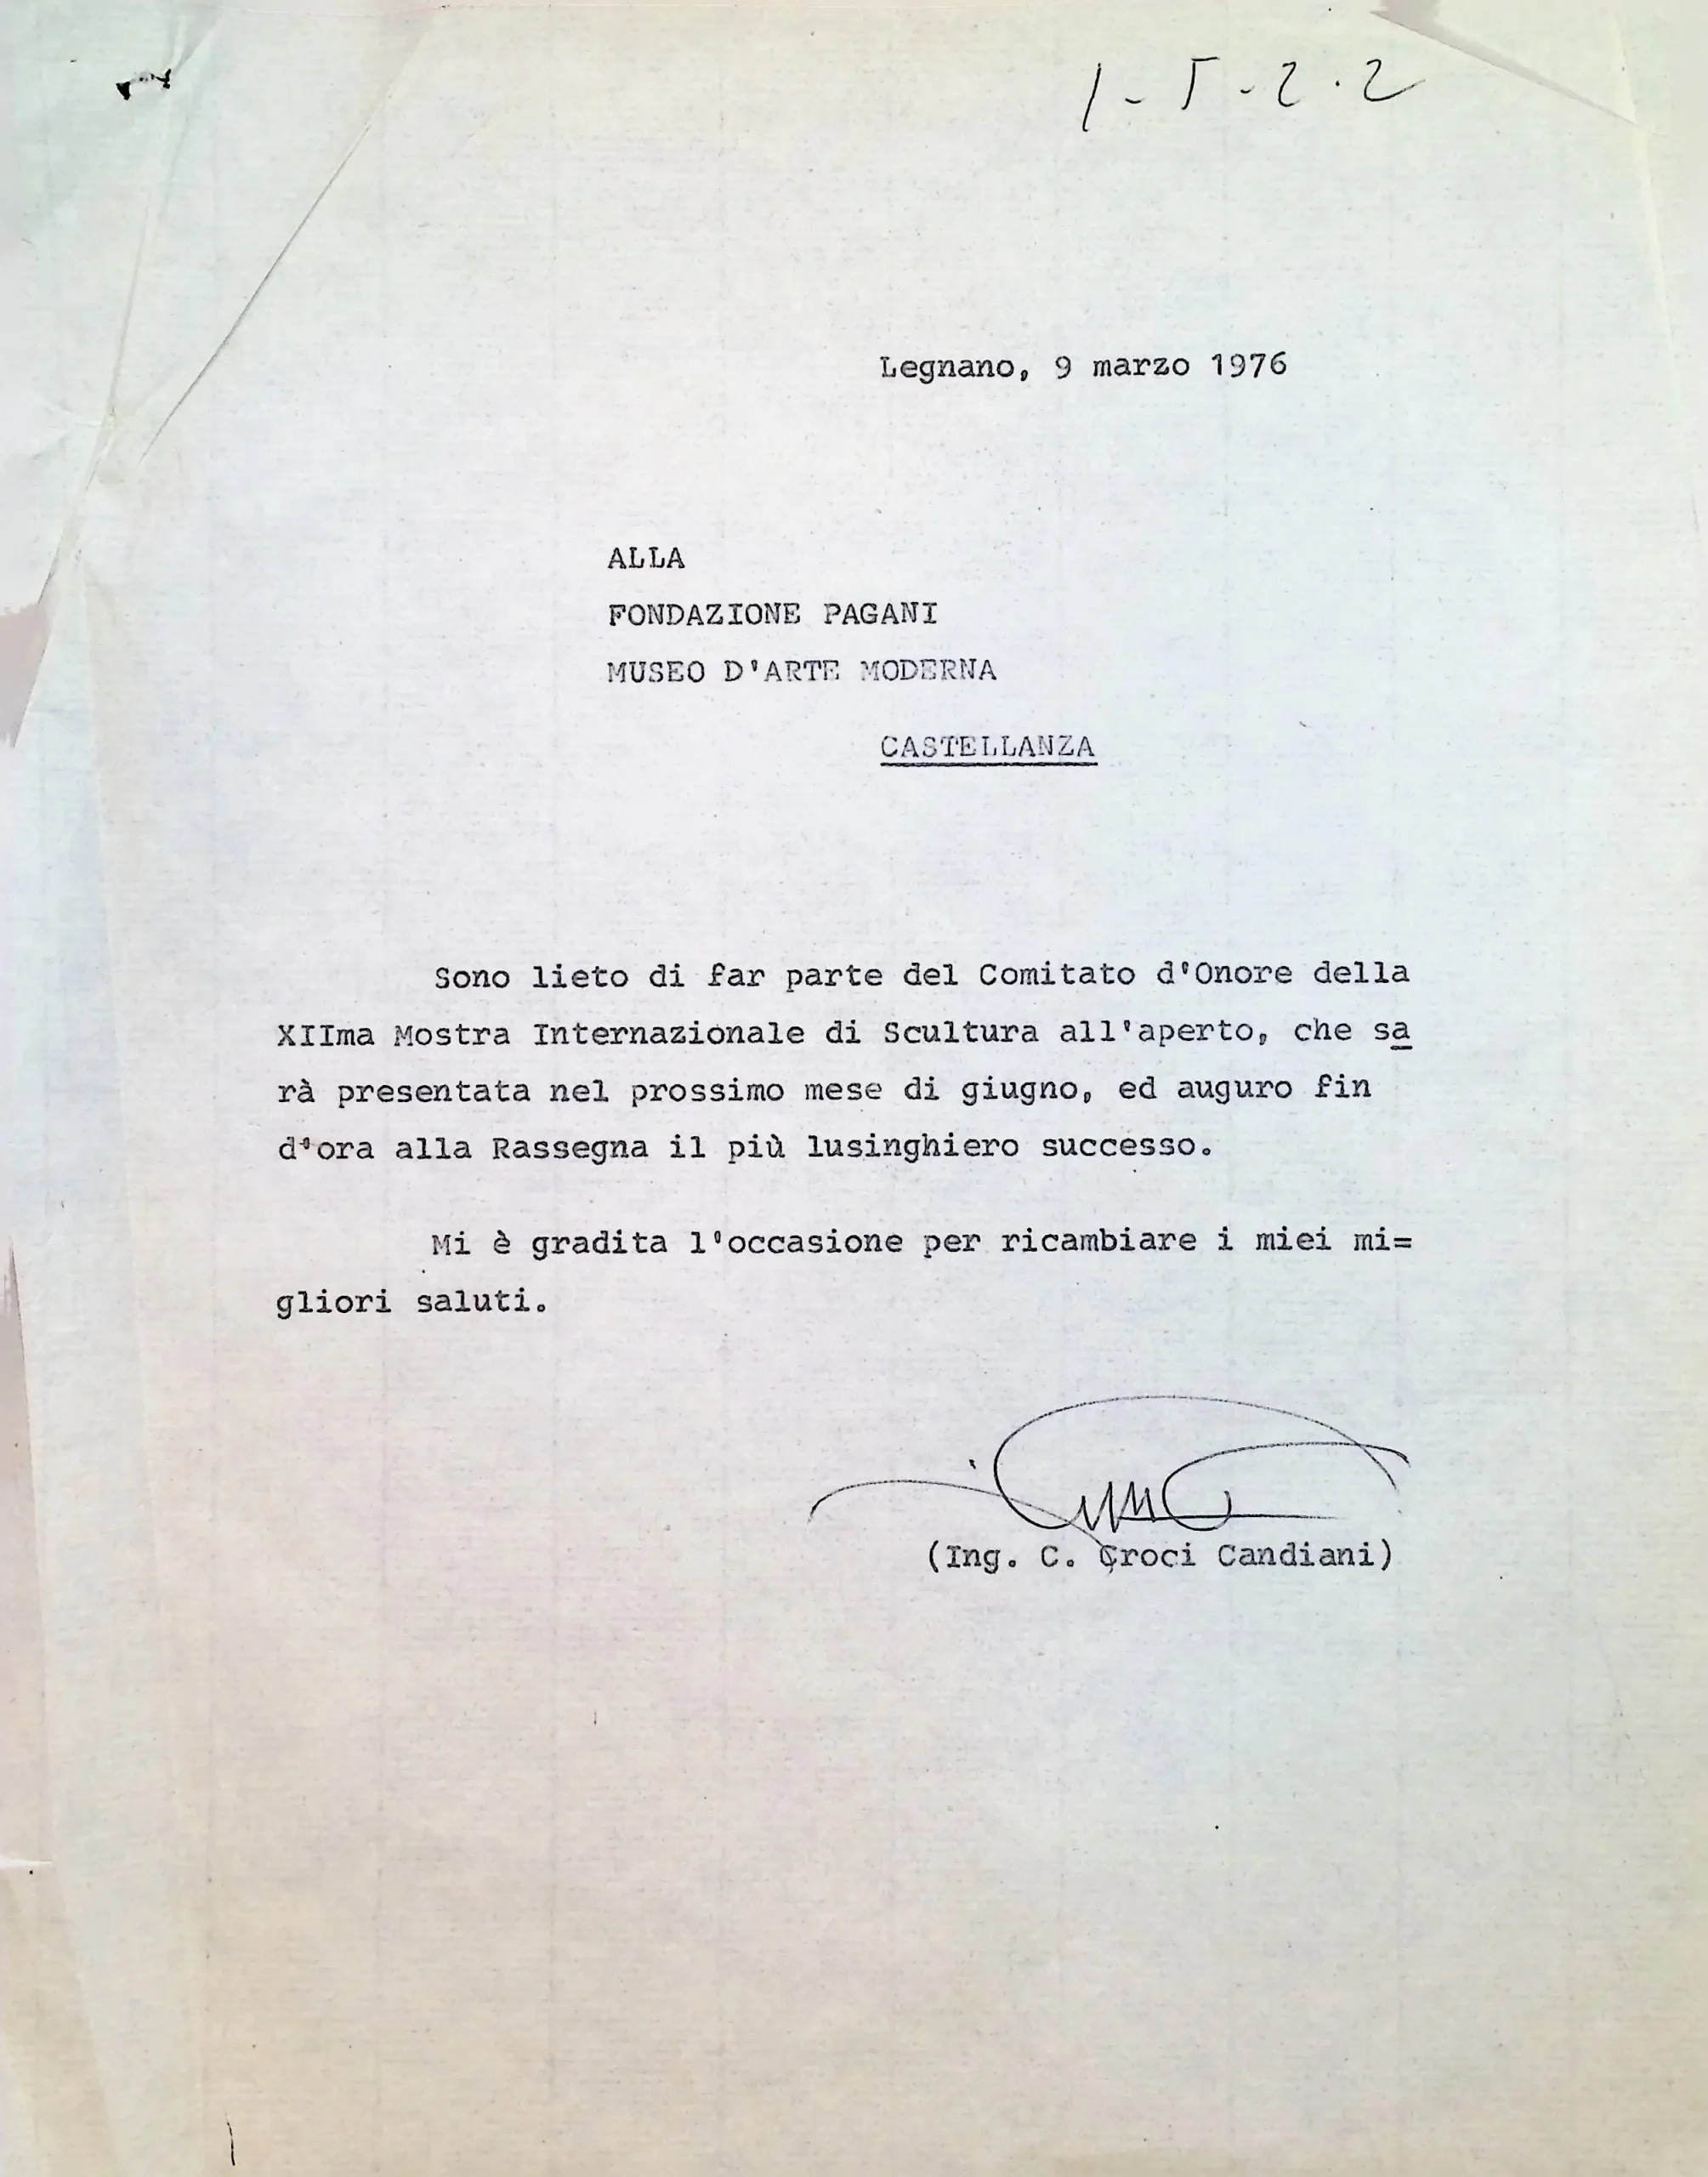 1-5-2.2
Legnano, 9 marzo 1976
ALLA
FONDAZIONE PAGANI
MUSEO D'ARTE MODERNA
CASTELLANZA
Sono lieto di far parte del Comitato d'Onore della
XIIma Mostra Internazionale di Scultura all'aperto, che sa
rà presentata nel prossimo mese di giugno, ed auguro fin
d'ora alla Rassegna il più lusinghiero successo.
Mi è gradita l'occasione per ricambiare i miei mi=
gliori saluti.
(Ing. C. Croci Candiani)